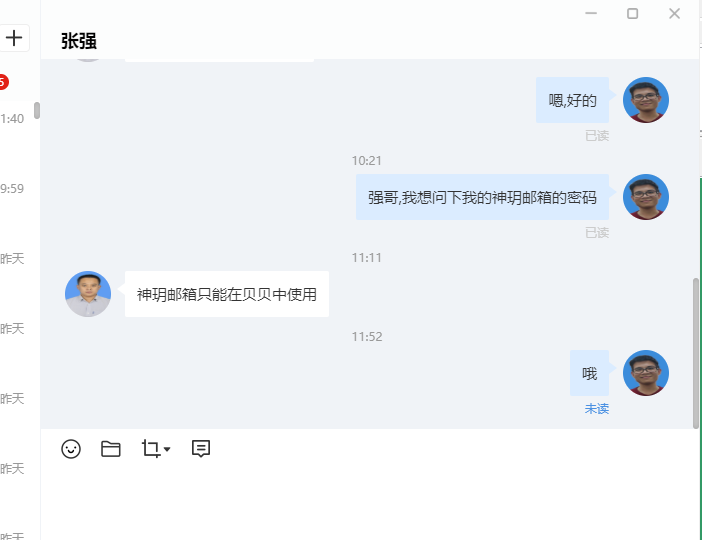 张强
5
1:40
嗯,好的
已读
10:21
9:59
强哥,我想问下我的神玥邮箱的密码
已读
11:11
昨天
神玥邮箱只能在贝贝中使用
昨天
11:52
哦
昨天
未读
昨天
昨天